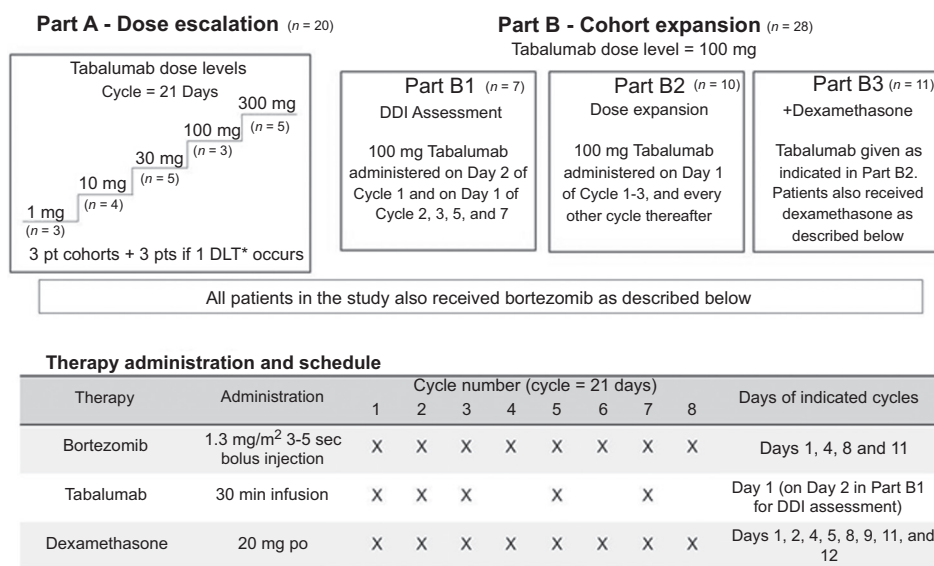 Part A - Dose escalation (n = 20)
Tabalumab dose levels
Cycle = 21 Days
300 mg
(n = 5)
100 mg
(n = 3)
30 mg
(n = 5)
10 mg
(n = 4)
1 mg
(n = 3)
3 pt cohorts + 3 pts if 1 DLT* occurs
Part B - Cohort expansion (n = 28)
Tabalumab dose level = 100 mg
Part B1 (n = 7)
DDI Assessment
100 mg Tabalumab
administered on Day 2 of
Cycle 1 and on Day 1 of
Cycle 2, 3, 5, and 7
Part B2 (n = 10)
Dose expansion
100 mg Tabalumab
administered on Day 1
of Cycle 1-3, and every
other cycle thereafter
Part B3 (n = 11)
+Dexamethasone
Tabalumab given as
indicated in Part B2.
Patients also received
dexamethasone as
described below
All patients in the study also received bortezomib as described below
Therapy administration and schedule
Therapy Administration Cycle number (cycle = 21 days) Days of indicated cycles
1 2 3 4 5 6 7 8
Bortezomib 1.3 mg/m² 3-5 sec bolus injection X X X X X X X X Days 1, 4, 8 and 11
Tabalumab 30 min infusion X X X X X Day 1 (on Day 2 in Part B1 for DDI assessment)
Dexamethasone 20 mg po X X X X X X X X Days 1, 2, 4, 5, 8, 9, 11, and 12